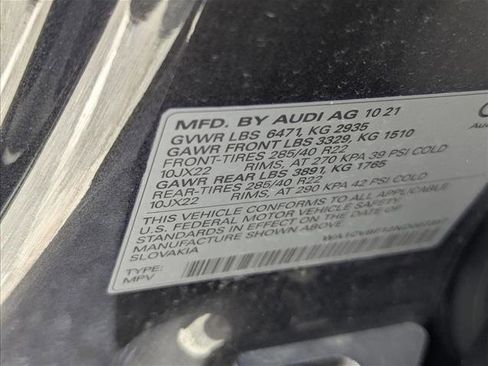 MFD. BY AUDI AG 10 21
GVWR LBS 6471, KG 2935
GAWR FRONT LBS 3329, KG 1510
FRONT-TIRES 285/40 R22
10JX22 RIMS, AT 270 KPA 39 PSI COLD
GAWR REAR LBS 3891, KG 1765
REAR-TIRES 285/40 R22
10JX22 RIMS, AT 290 KPA 42 PSI COLD
THIS VEHICLE CONFORMS TO ALL APPLICABLE
U.S. FEDERAL MOTOR VEHICLE SAFETY
STANDARDS IN EFFECT ON THE DATE OF
MANUFACTURE SHOWN ABOVE.
SLOVAKIA
TYPE:
MPV